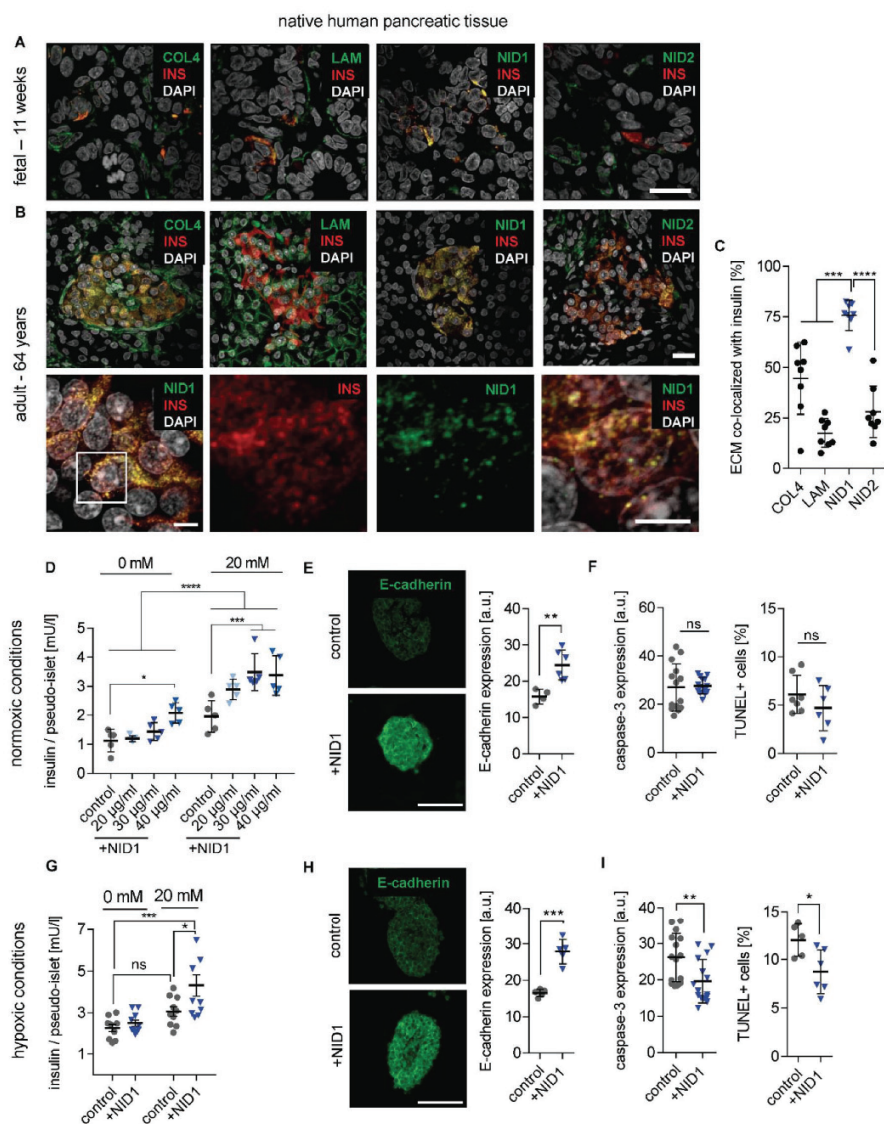 native human pancreatic tissue
A
fetal – 11 weeks
COL4
INS
DAPI
LAM
INS
DAPI
NID1
INS
DAPI
NID2
INS
DAPI
B
adult - 64 years
COL4
INS
DAPI
LAM
INS
DAPI
NID1
INS
DAPI
NID2
INS
DAPI
NID1
INS
DAPI
INS
NID1
NID1
INS
DAPI
C
ECM co-localized with insulin [%]
100
75
50
25
0
*** ****
COL4
LAM
NID1
NID2
normoxic conditions
D
0 mM 20 mM
****
***
*
insulin / pseudo-islet [mU/l]
5
4
3
2
1
0
control
20 µg/ml
30 µg/ml
40 µg/ml
control
20 µg/ml
30 µg/ml
40 µg/ml
+NID1 +NID1
E
E-cadherin
control
+NID1
E-cadherin expression [a.u.]
40
30
20
10
0
**
control
+NID1
F
caspase-3 expression [a.u.]
60
40
20
0
ns
control
+NID1
TUNEL+ cells [%]
15
10
5
0
ns
control
+NID1
hypoxic conditions
G
0 mM 20 mM
***
*
ns
insulin / pseudo-islet [mU/l]
7
5
3
1
control
+NID1
control
+NID1
H
E-cadherin
control
+NID1
E-cadherin expression [a.u.]
40
30
20
10
0
***
control
+NID1
I
caspase-3 expression [a.u.]
40
30
20
10
0
**
control
+NID1
TUNEL+ cells [%]
15
10
5
0
*
control
+NID1